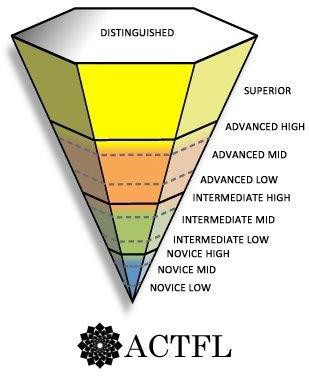 DISTINGUISHED
SUPERIOR
ADVANCED HIGH
ADVANCED MID
ADVANCED LOW
INTERMEDIATE HIGH
INTERMEDIATE MID
INTERMEDIATE LOW
NOVICE HIGH
NOVICE MID
NOVICE LOW
ACTFL